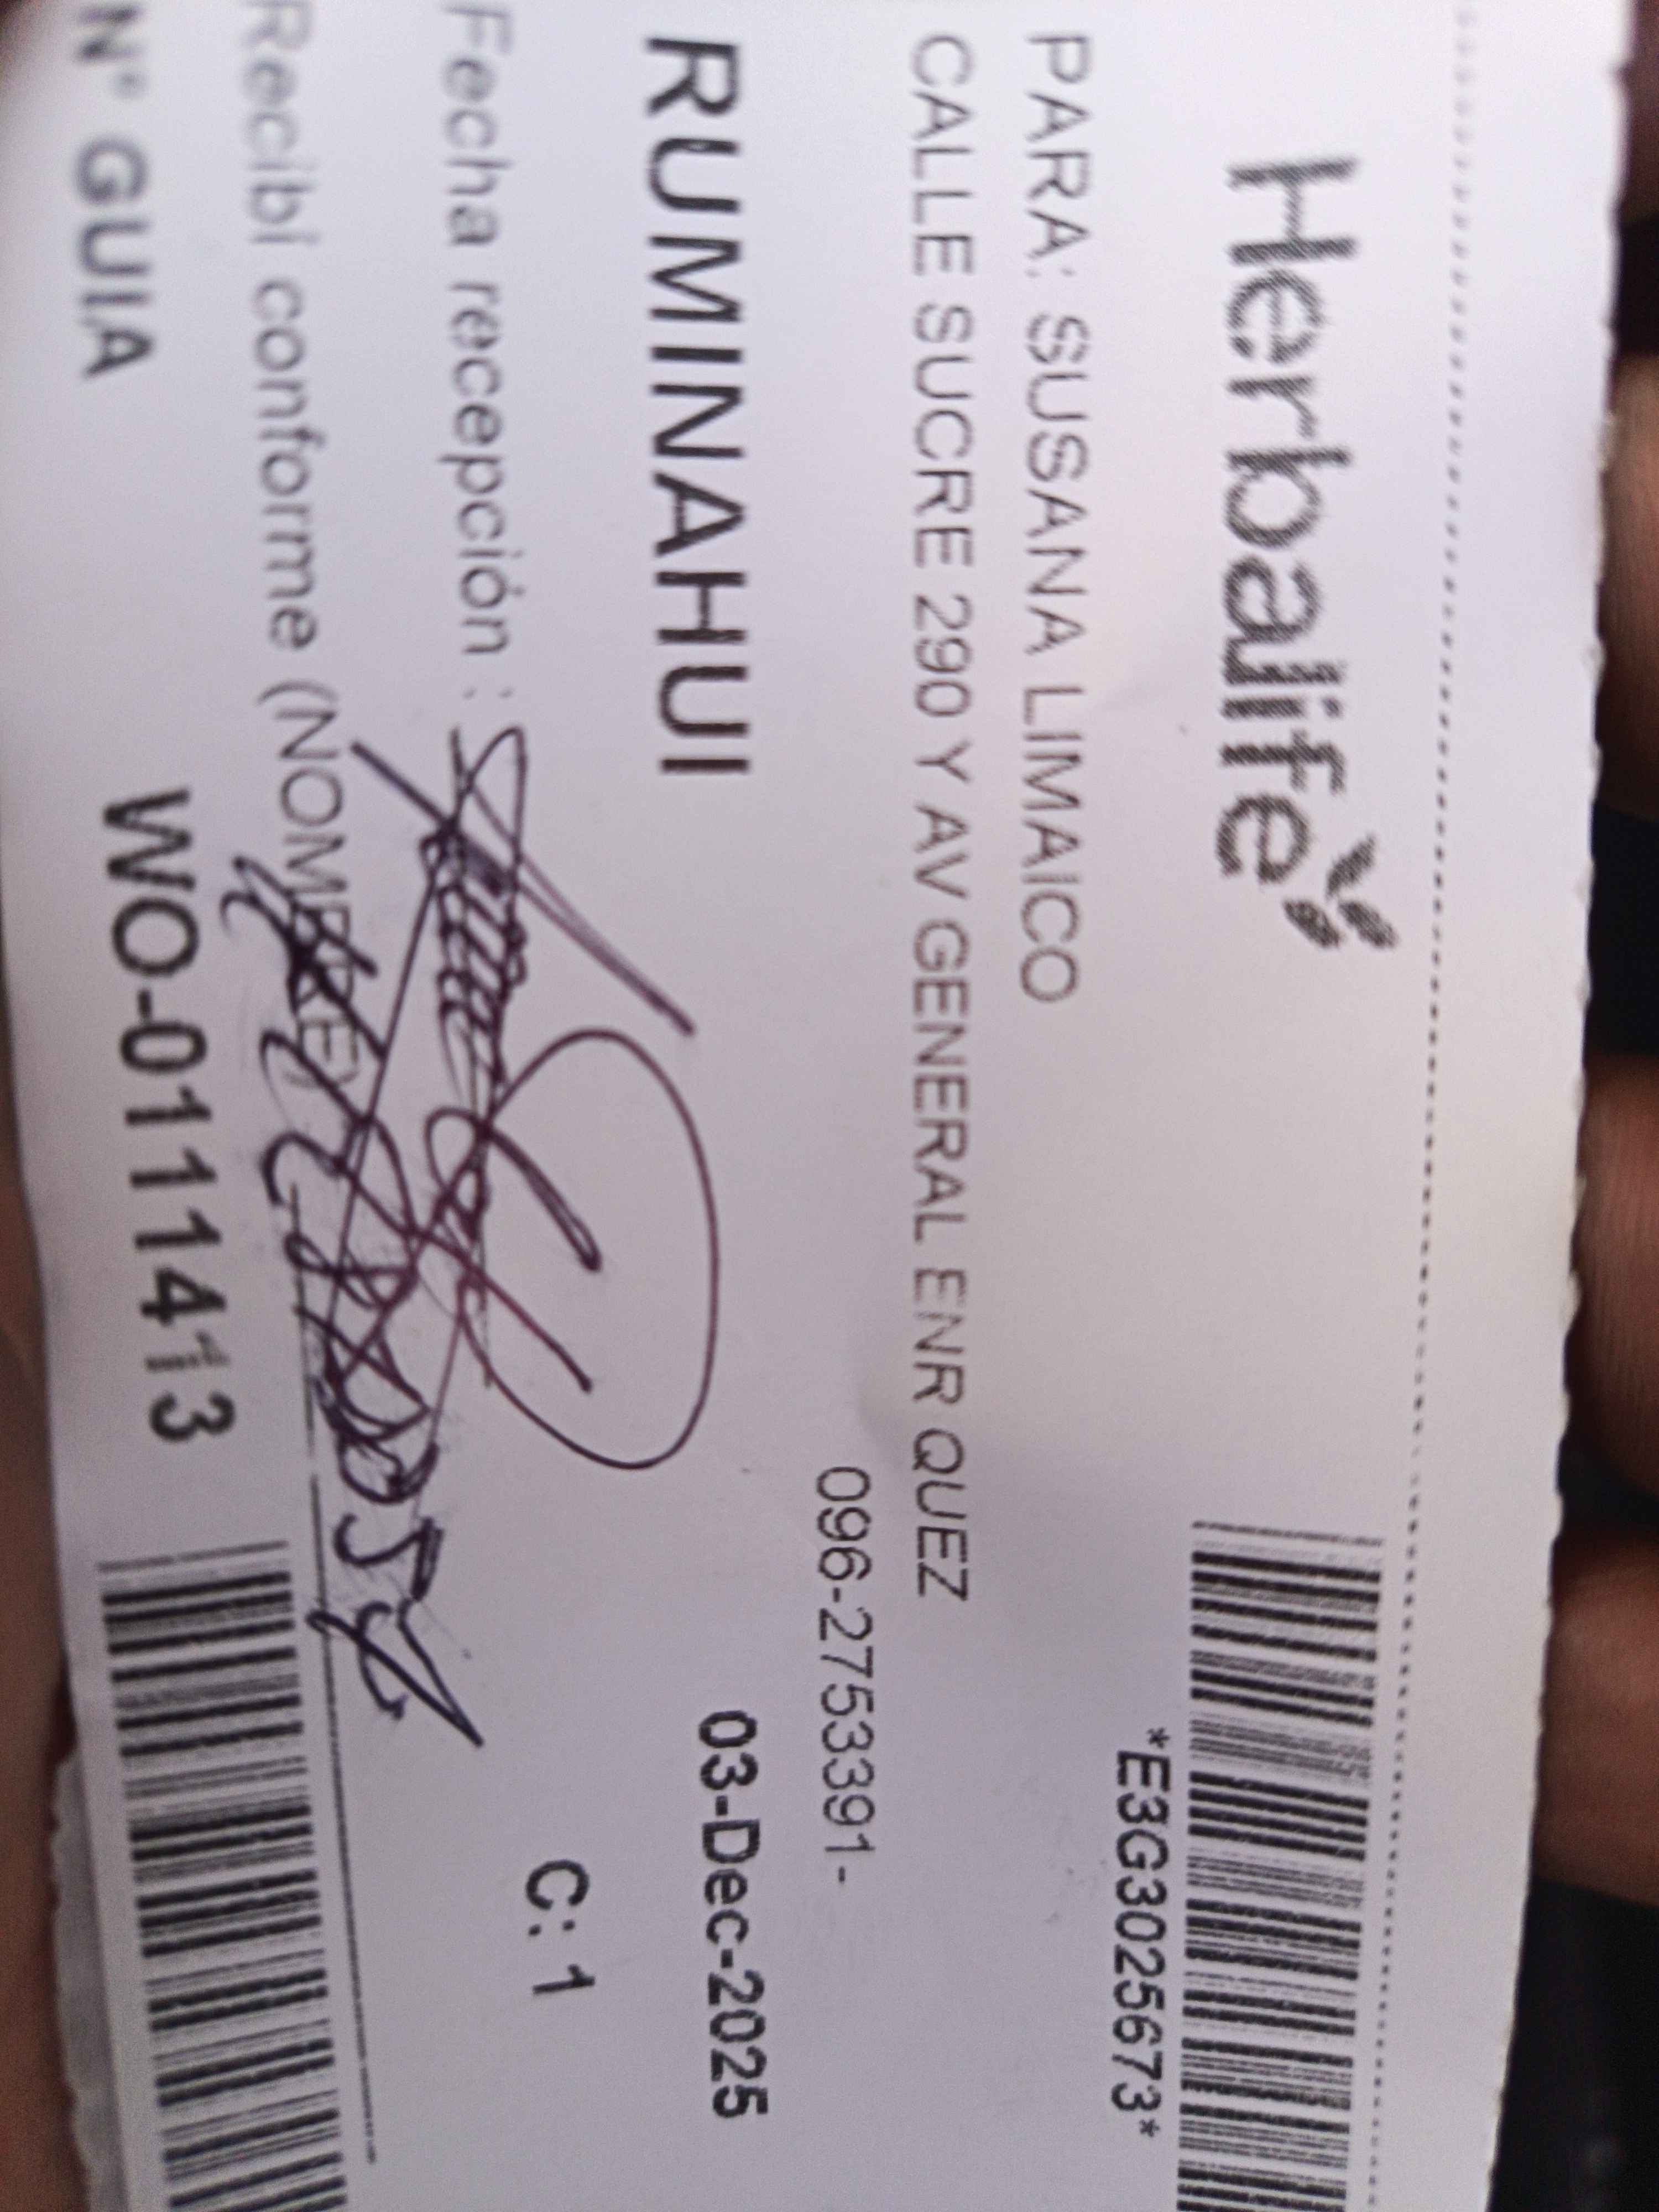 Herbalife
*E3G3025673*
PARA: SUSANA LIMAICO
CALLE SUCRE 290 Y AV GENERAL ENR QUEZ
096-2753391-
RUMINAHUI
03-Dec-2025
Fecha recepción :
C: 1
Recibí conforme (NOMBRE)
N° GUIA WO-0111413